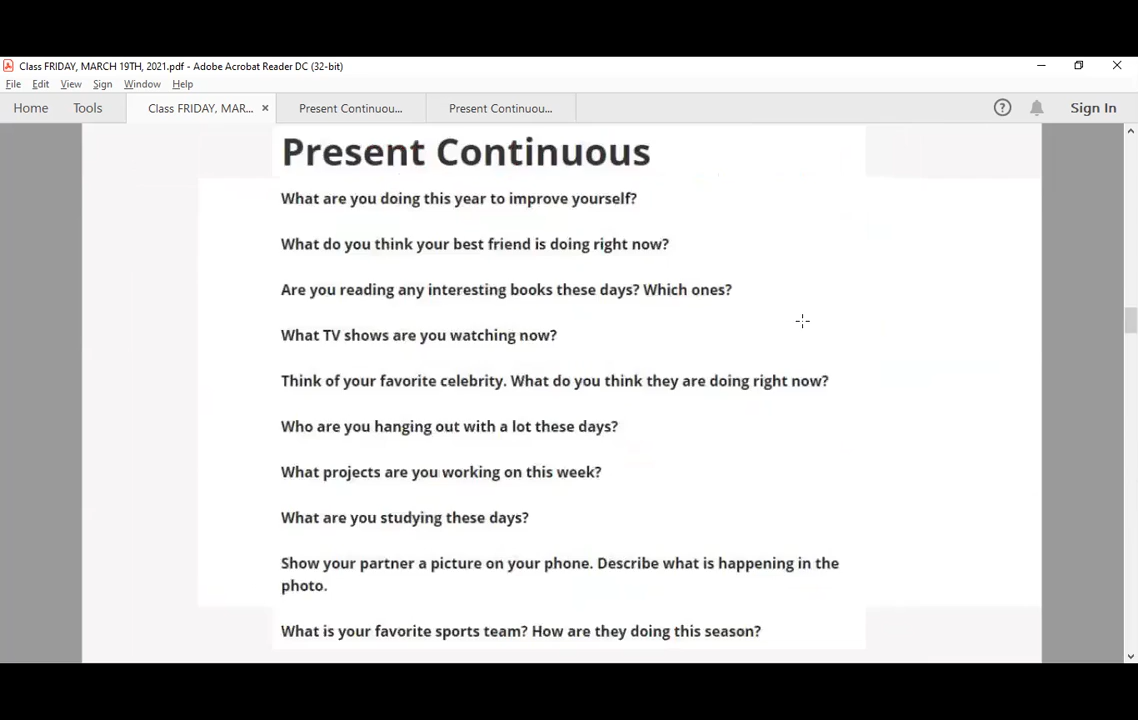 Class FRIDAY, MARCH 19TH, 2021.pdf - Adobe Acrobat Reader DC (32-bit)
File Edit View Sign Window Help
Home Tools Class FRIDAY, MAR... × Present Continuou... Present Continuou... ? Sign In
Present Continuous
What are you doing this year to improve yourself?
What do you think your best friend is doing right now?
Are you reading any interesting books these days? Which ones?
What TV shows are you watching now?
Think of your favorite celebrity. What do you think they are doing right now?
Who are you hanging out with a lot these days?
What projects are you working on this week?
What are you studying these days?
Show your partner a picture on your phone. Describe what is happening in the
photo.
What is your favorite sports team? How are they doing this season?